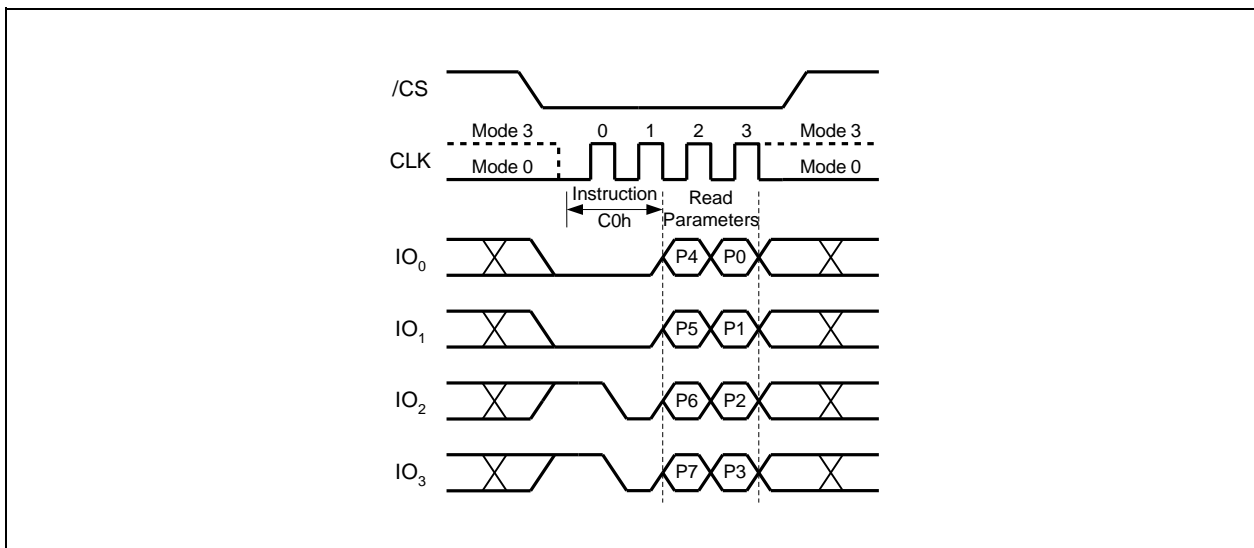 /CS
Mode 3 0 1 2 3 Mode 3
CLK Mode 0 Mode 0
Instruction Read
C0h Parameters
IO0 P4 P0
IO1 P5 P1
IO2 P6 P2
IO3 P7 P3